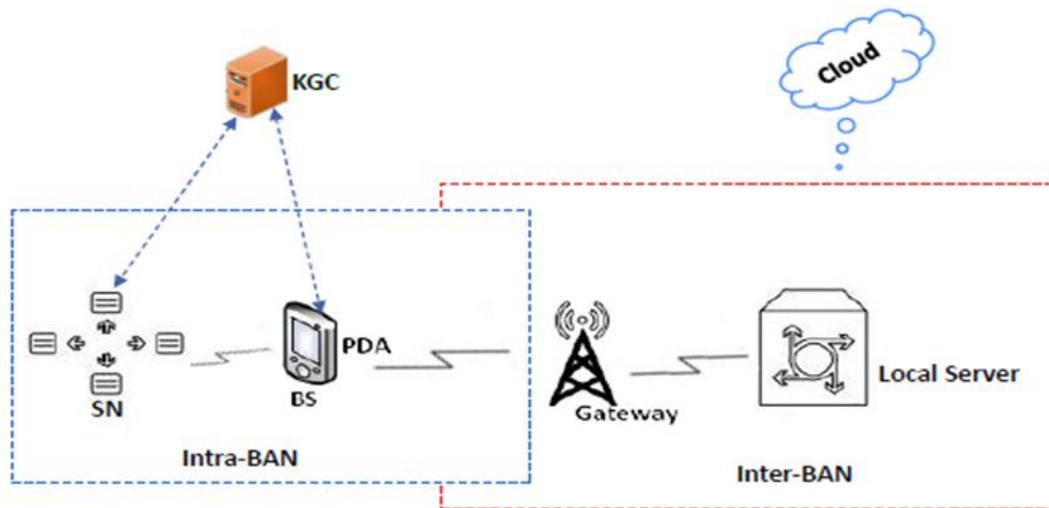 Cloud
KGC
PDA
BS
SN
Gateway
Local Server
Intra-BAN
Inter-BAN